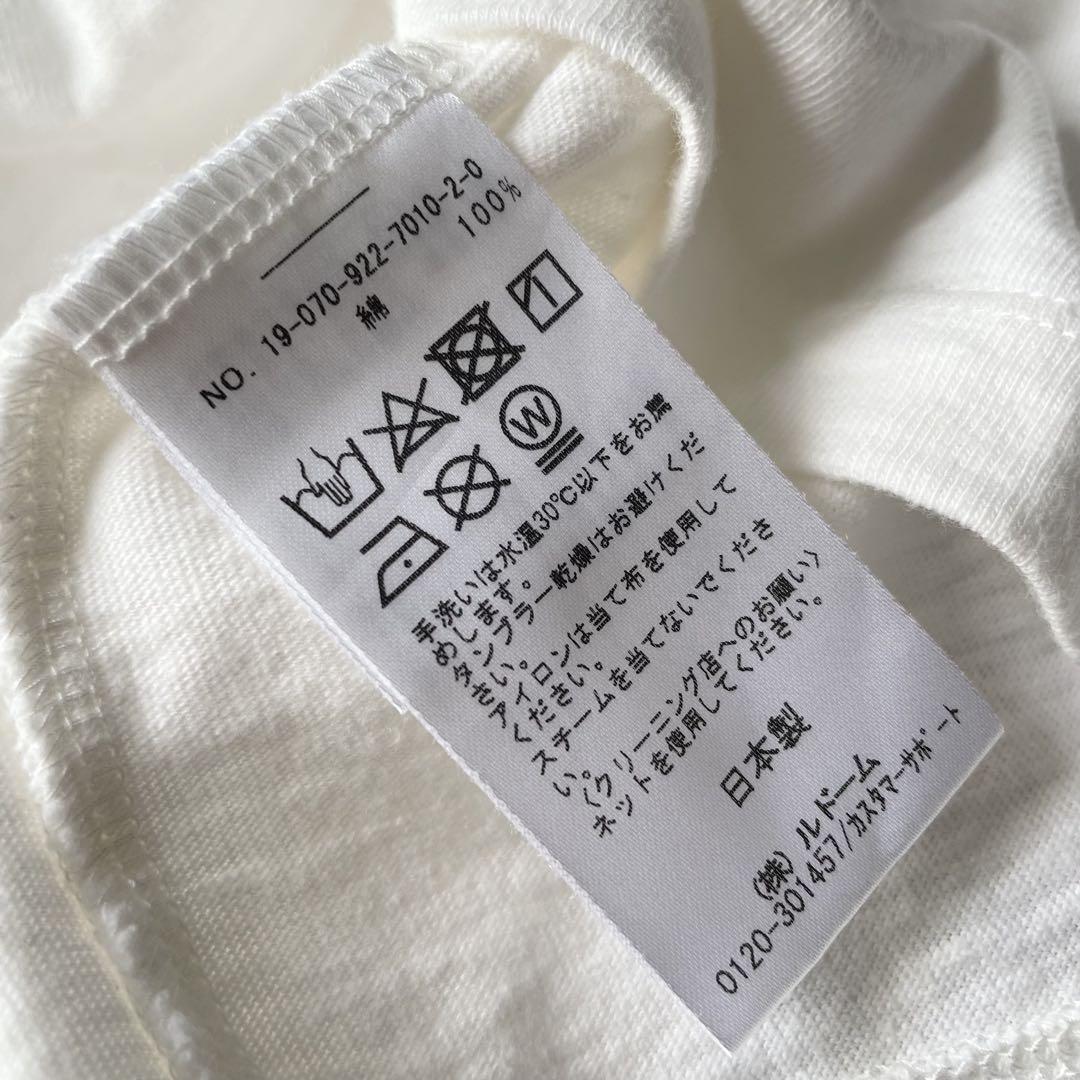 NO. 19-070-922-7010-2-0
綿 100%
W
手洗いは水温30℃以下をお薦
めします。
タンブラー乾燥はお避けくだ
さい。
アイロンは当て布を使用して
ください。
スチームを当てないでくださ
い。
〈クリーニング店へのお願い〉
ネットを使用してください。
日本製
(株)ルドーム
0120-301457/カスタマーサポート